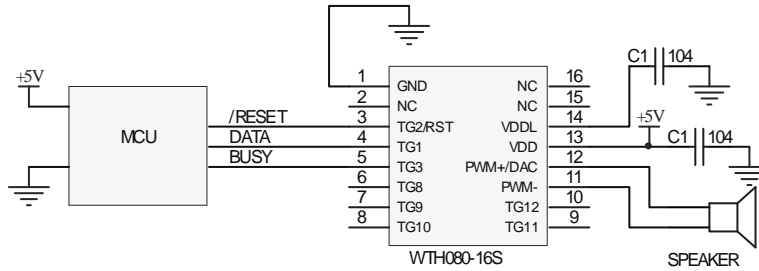 C1 104
+5V
1 GND NC 16
2 NC NC 15
/RESET 3 TG2/RST VDDL 14
+5V
MCU DATA 4 TG1 VDD 13 C1 104
BUSY 5 TG3 PWM+/DAC 12
6 TG8 PWM- 11
7 TG9 TG12 10
8 TG10 TG11 9
WTH080-16S SPEAKER